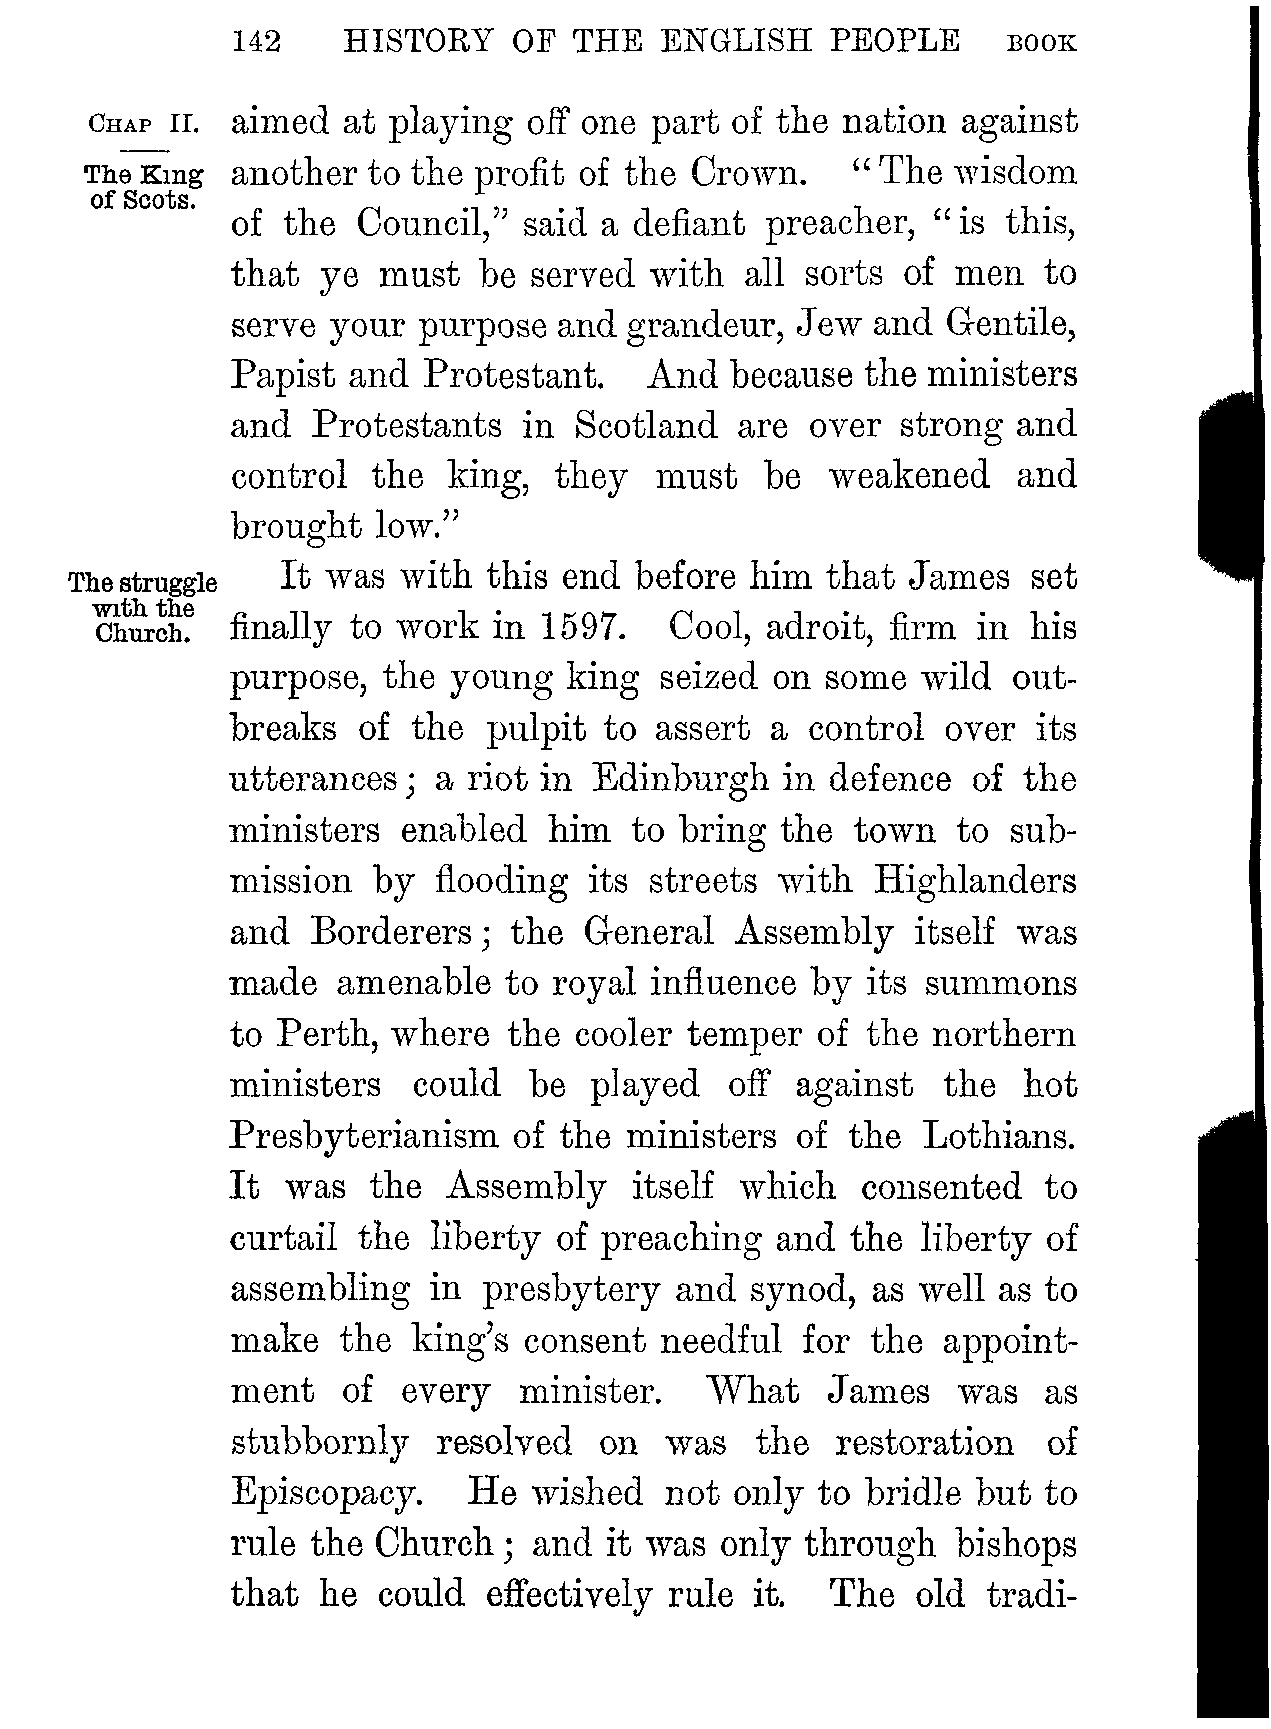 142 HISTORY OF THE ENGLISH PEOPLE BOOK
CHAP II.
The King
of Scots.
aimed at playing off one part of the nation against
another to the profit of the Crown. “The wisdom
of the Council,” said a defiant preacher, “is this,
that ye must be served with all sorts of men to
serve your purpose and grandeur, Jew and Gentile,
Papist and Protestant. And because the ministers
and Protestants in Scotland are over strong and
control the king, they must be weakened and
brought low.”
The struggle
with the
Church.
It was with this end before him that James set
finally to work in 1597. Cool, adroit, firm in his
purpose, the young king seized on some wild out-
breaks of the pulpit to assert a control over its
utterances; a riot in Edinburgh in defence of the
ministers enabled him to bring the town to sub-
mission by flooding its streets with Highlanders
and Borderers; the General Assembly itself was
made amenable to royal influence by its summons
to Perth, where the cooler temper of the northern
ministers could be played off against the hot
Presbyterianism of the ministers of the Lothians.
It was the Assembly itself which consented to
curtail the liberty of preaching and the liberty of
assembling in presbytery and synod, as well as to
make the king’s consent needful for the appoint-
ment of every minister. What James was as
stubbornly resolved on was the restoration of
Episcopacy. He wished not only to bridle but to
rule the Church; and it was only through bishops
that he could effectively rule it. The old tradi-